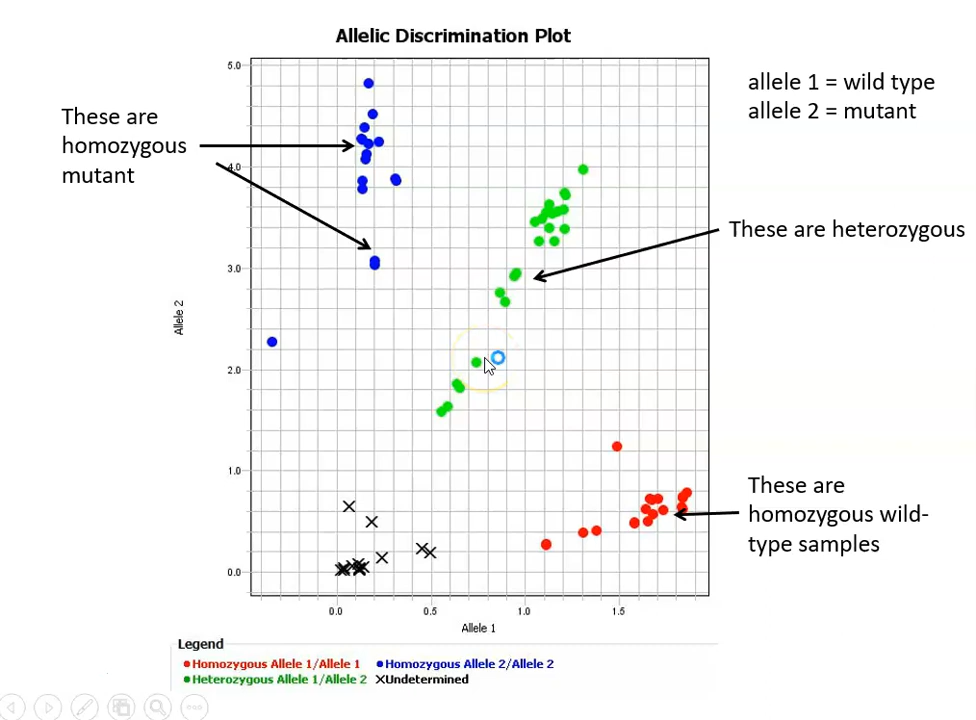 Allelic Discrimination Plot
allele 1 = wild type
allele 2 = mutant
These are
homozygous
mutant
These are heterozygous
These are
homozygous wild-
type samples
5.0
4.0
3.0
2.0
1.0
0.0
Allele 2
0.0
0.5
1.0
1.5
Allele 1
Legend
Homozygous Allele 1/Allele 1
Homozygous Allele 2/Allele 2
Heterozygous Allele 1/Allele 2
Undetermined